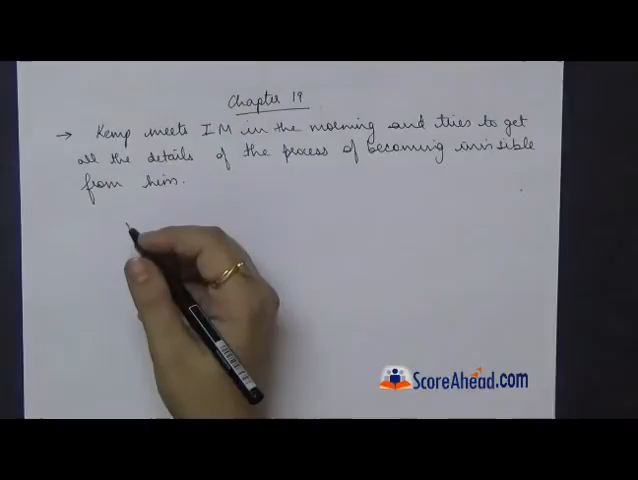 Chapter 19
→ Kemp meets IM in the morning and tries to get
all the details of the process of becoming invisible
from him.
ScoreAhead.com